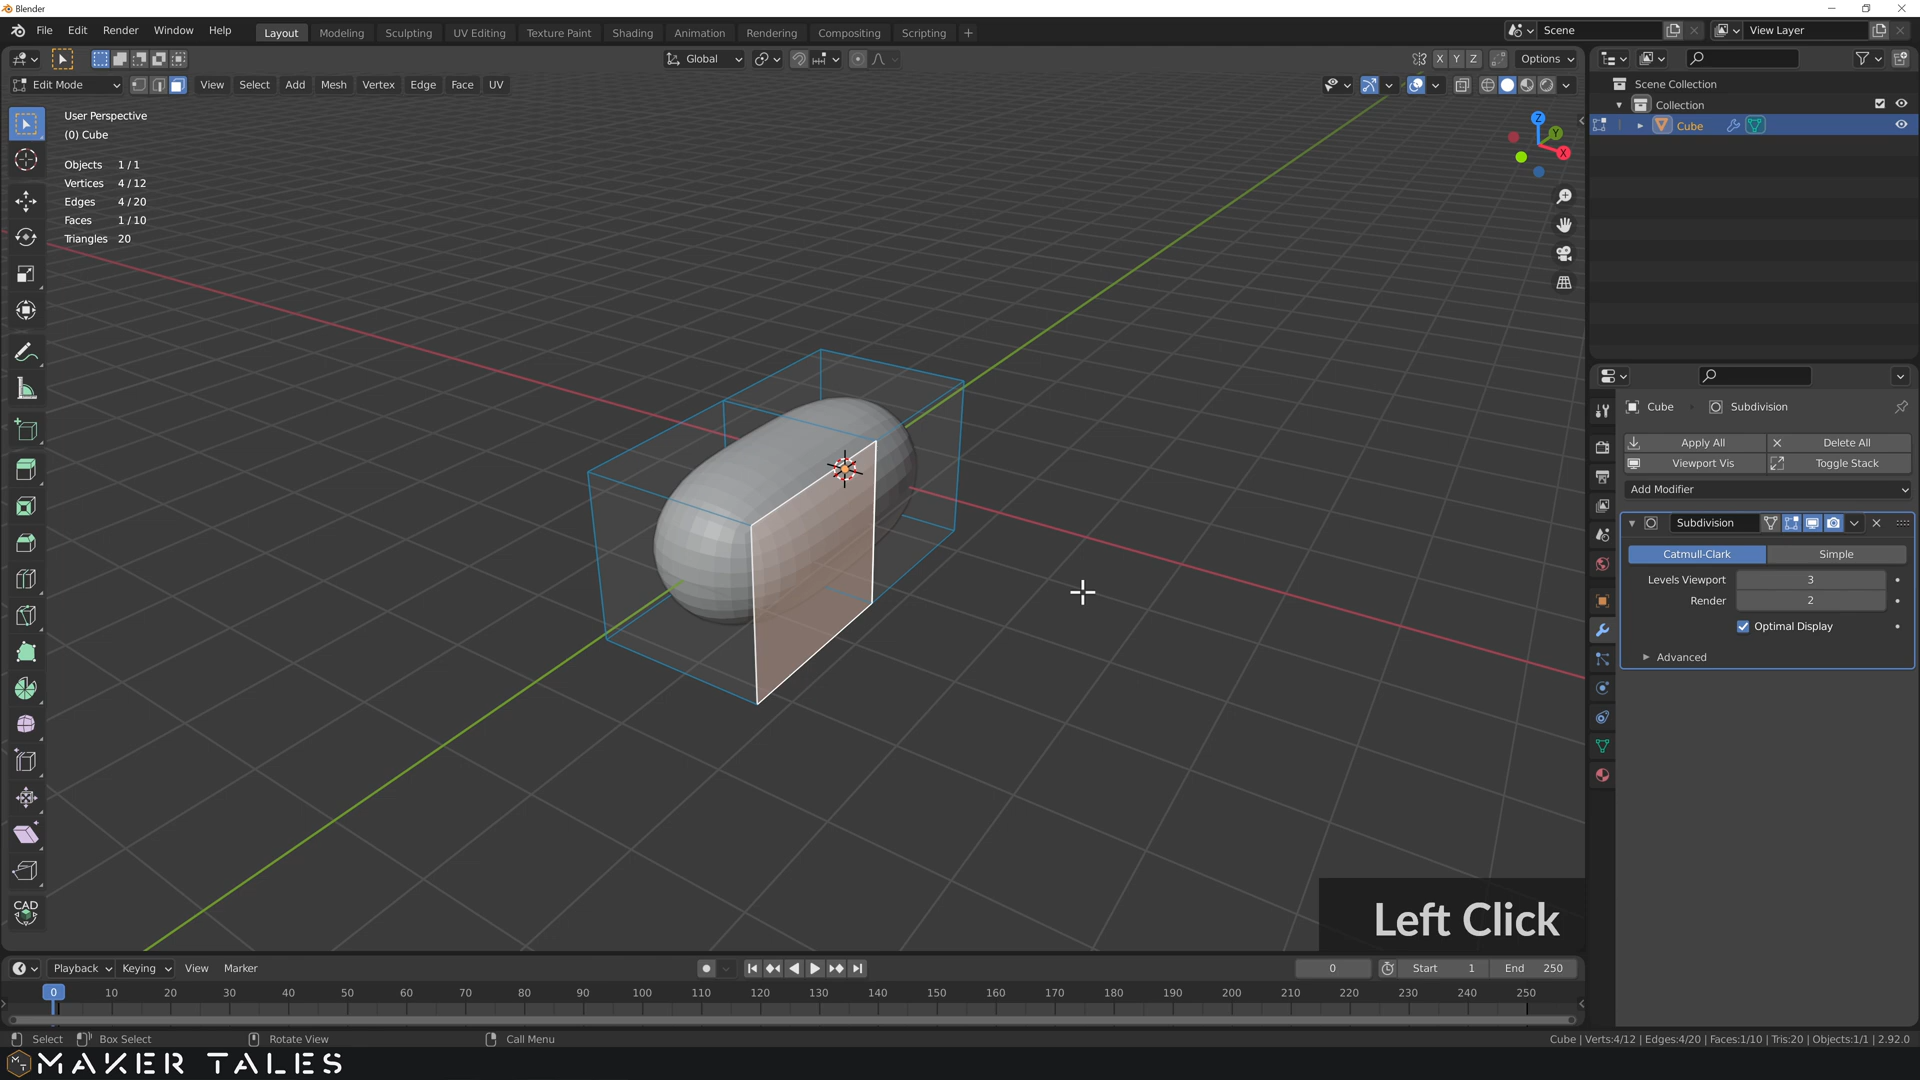 Blender
File Edit Render Window Help
Layout Modeling Sculpting UV Editing Texture Paint Shading Animation Rendering Compositing Scripting +
Scene
View Layer
Global
X Y Z
Options
Edit Mode
View Select Add Mesh Vertex Edge Face UV
User Perspective
(0) Cube
Objects 1 / 1
Vertices 4 / 12
Edges 4 / 20
Faces 1 / 10
Triangles 20
Z
Y
X
Scene Collection
Collection
Cube
Cube Subdivision
Apply All Delete All
Viewport Vis Toggle Stack
Add Modifier
Subdivision
Catmull-Clark Simple
Levels Viewport 3
Render 2
Optimal Display
Advanced
CAD
Left Click
Playback Keying View Marker
0 Start 1 End 250
0 10 20 30 40 50 60 70 80 90 100 110 120 130 140 150 160 170 180 190 200 210 220 230 240 250
Select Box Select Rotate View Call Menu
Cube | Verts:4/12 | Edges:4/20 | Faces:1/10 | Tris:20 | Objects:1/1 | 2.92.0
MAKER TALES